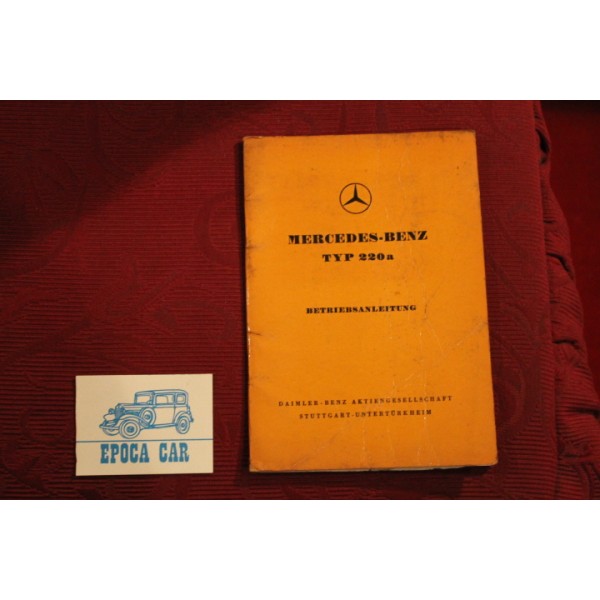 MERCEDES-BENZ
TYP 220a
BETRIEBSANLEITUNG
DAIMLER-BENZ AKTIENGESELLSCHAFT
STUTTGART-UNTERTÜRKHEIM
EPOCA CAR